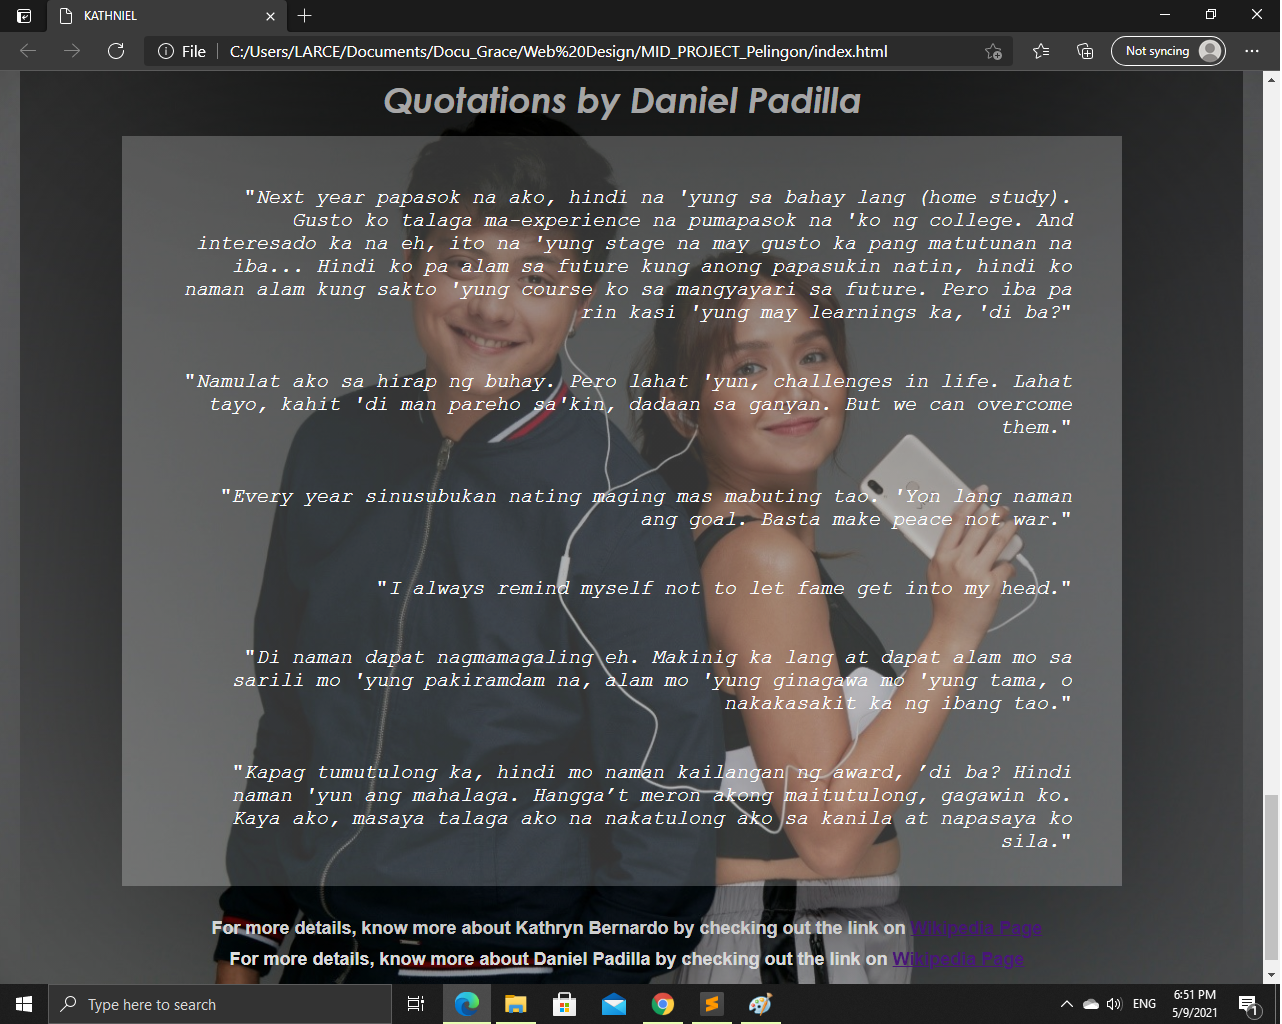 KATHNIEL
File
C:/Users/LARCE/Documents/Docu_Grace/Web%20Design/MID_PROJECT_Pelingon/index.html
Not syncing
Quotations by Daniel Padilla
"Next year papasok na ako, hindi na 'yung sa bahay lang (home study).
Gusto ko talaga ma-experience na pumapasok na 'ko ng college. And
interesado ka na eh, ito na 'yung stage na may gusto ka pang matutunan na
iba... Hindi ko pa alam sa future kung anong papasukin natin, hindi ko
naman alam kung sakto 'yung course ko sa mangyayari sa future. Pero iba pa
rin kasi 'yung may learnings ka, 'di ba?"
"Namulat ako sa hirap ng buhay. Pero lahat 'yun, challenges in life. Lahat
tayo, kahit 'di man pareho sa'kin, dadaan sa ganyan. But we can overcome
them."
"Every year sinusubukan nating maging mas mabuting tao. 'Yon lang naman
ang goal. Basta make peace not war."
"I always remind myself not to let fame get into my head."
"Di naman dapat nagmamagaling eh. Makinig ka lang at dapat alam mo sa
sarili mo 'yung pakiramdam na, alam mo 'yung ginagawa mo 'yung tama, o
nakakasakit ka ng ibang tao."
"Kapag tumutulong ka, hindi mo naman kailangan ng award, ’di ba? Hindi
naman 'yun ang mahalaga. Hangga’t meron akong maitutulong, gagawin ko.
Kaya ako, masaya talaga ako na nakatulong ako sa kanila at napasaya ko
sila."
For more details, know more about Kathryn Bernardo by checking out the link on Wikipedia Page
For more details, know more about Daniel Padilla by checking out the link on Wikipedia Page
Type here to search
ENG
6:51 PM
5/9/2021
1